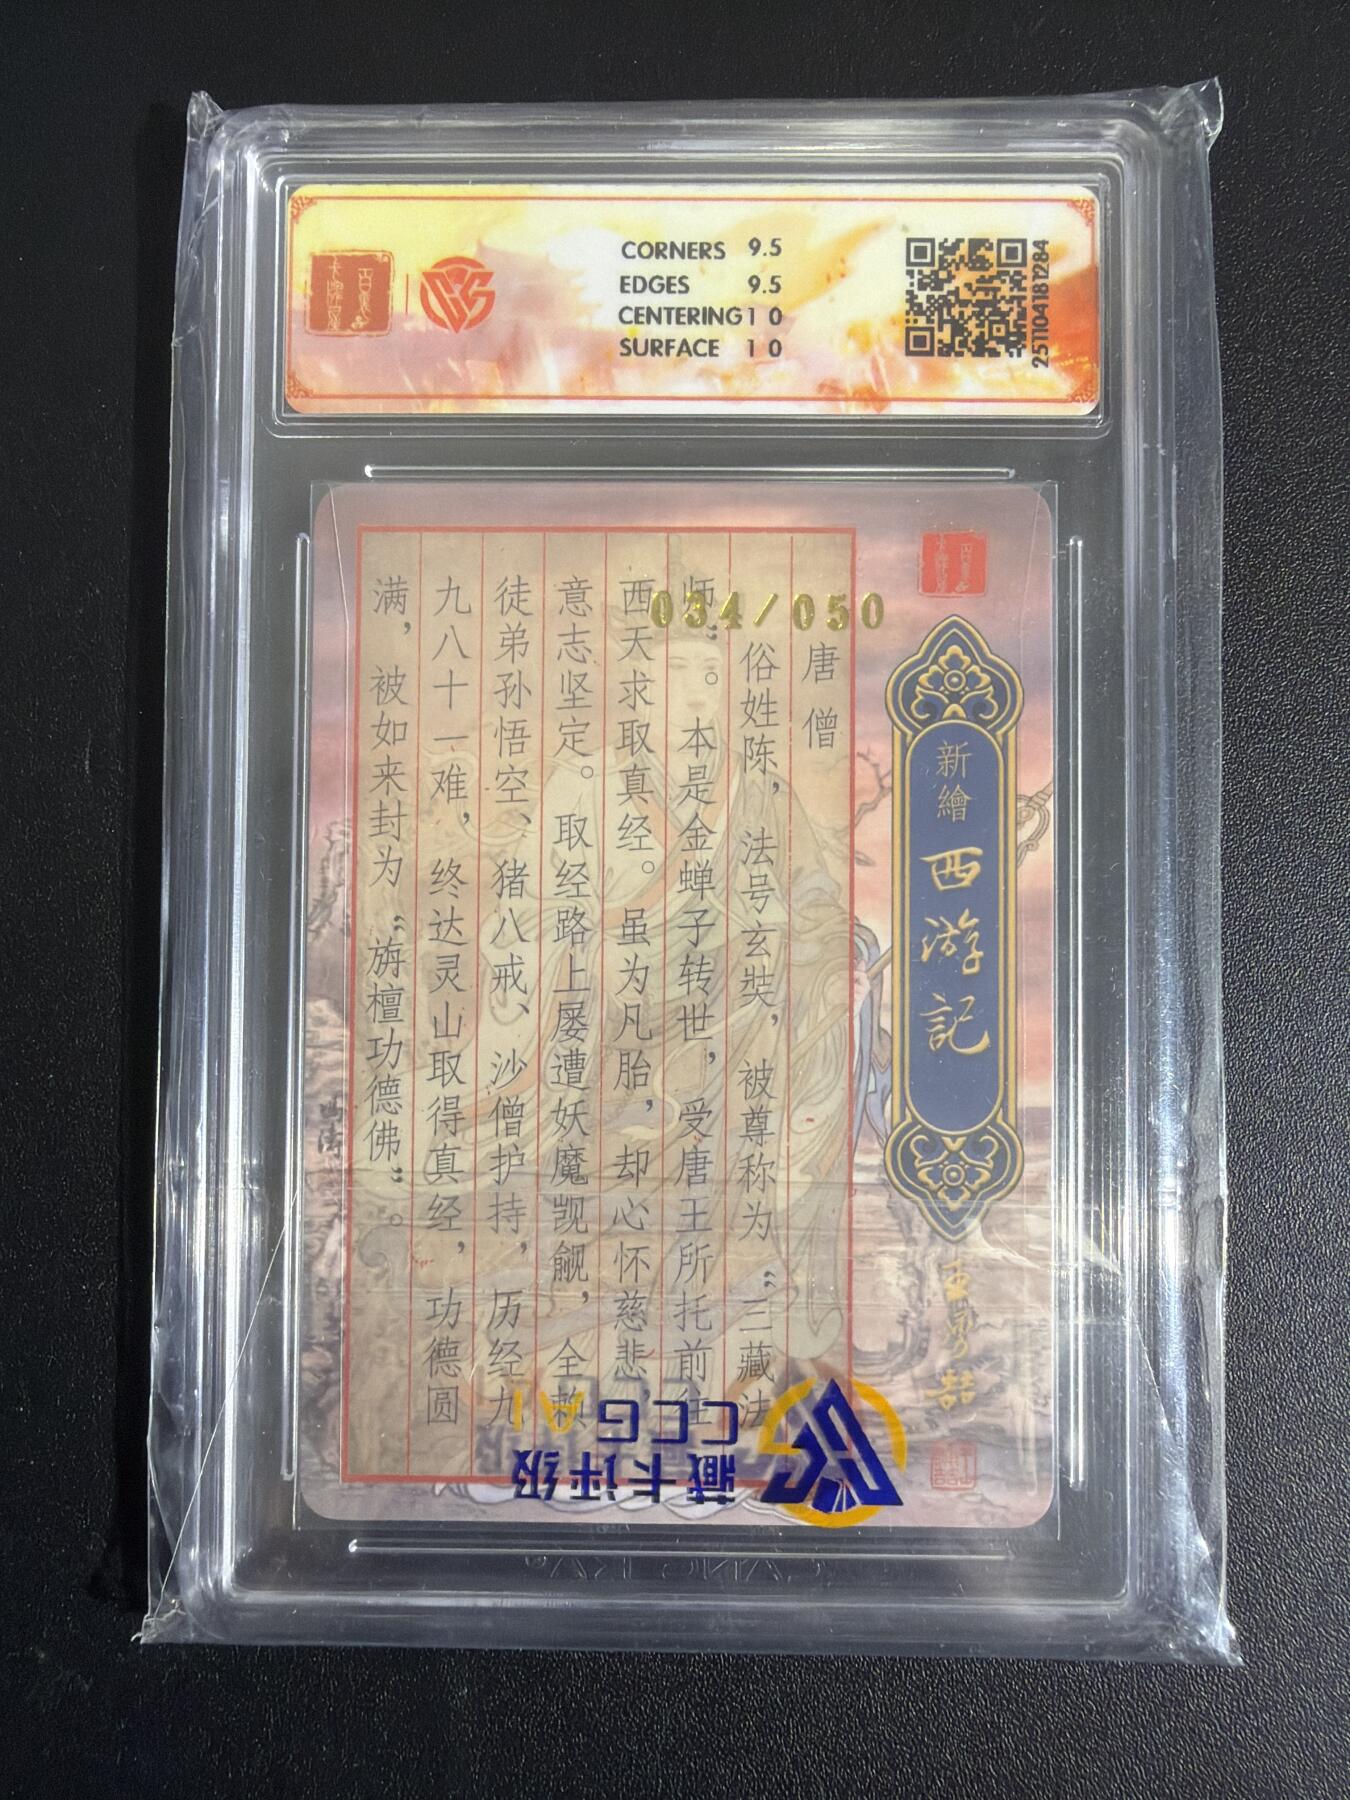 CORNERS 9.5
EDGES 9.5
CENTERING 10
SURFACE 10
251104181284
034/050
新繪
西游記
唐僧
俗姓陈，法号玄奘，被尊称为“三藏法
师”。本是金蝉子转世，受唐王所托前往
西天求取真经。虽为凡胎，却心怀慈悲，
意志坚定。取经路上屡遭妖魔觊觎，全赖
徒弟孙悟空、猪八戒、沙僧护持，历经九
九八十一难，终达灵山取得真经，功德圆
满，被如来封为“旃檀功德佛”。
藏卡评级
CCG AI